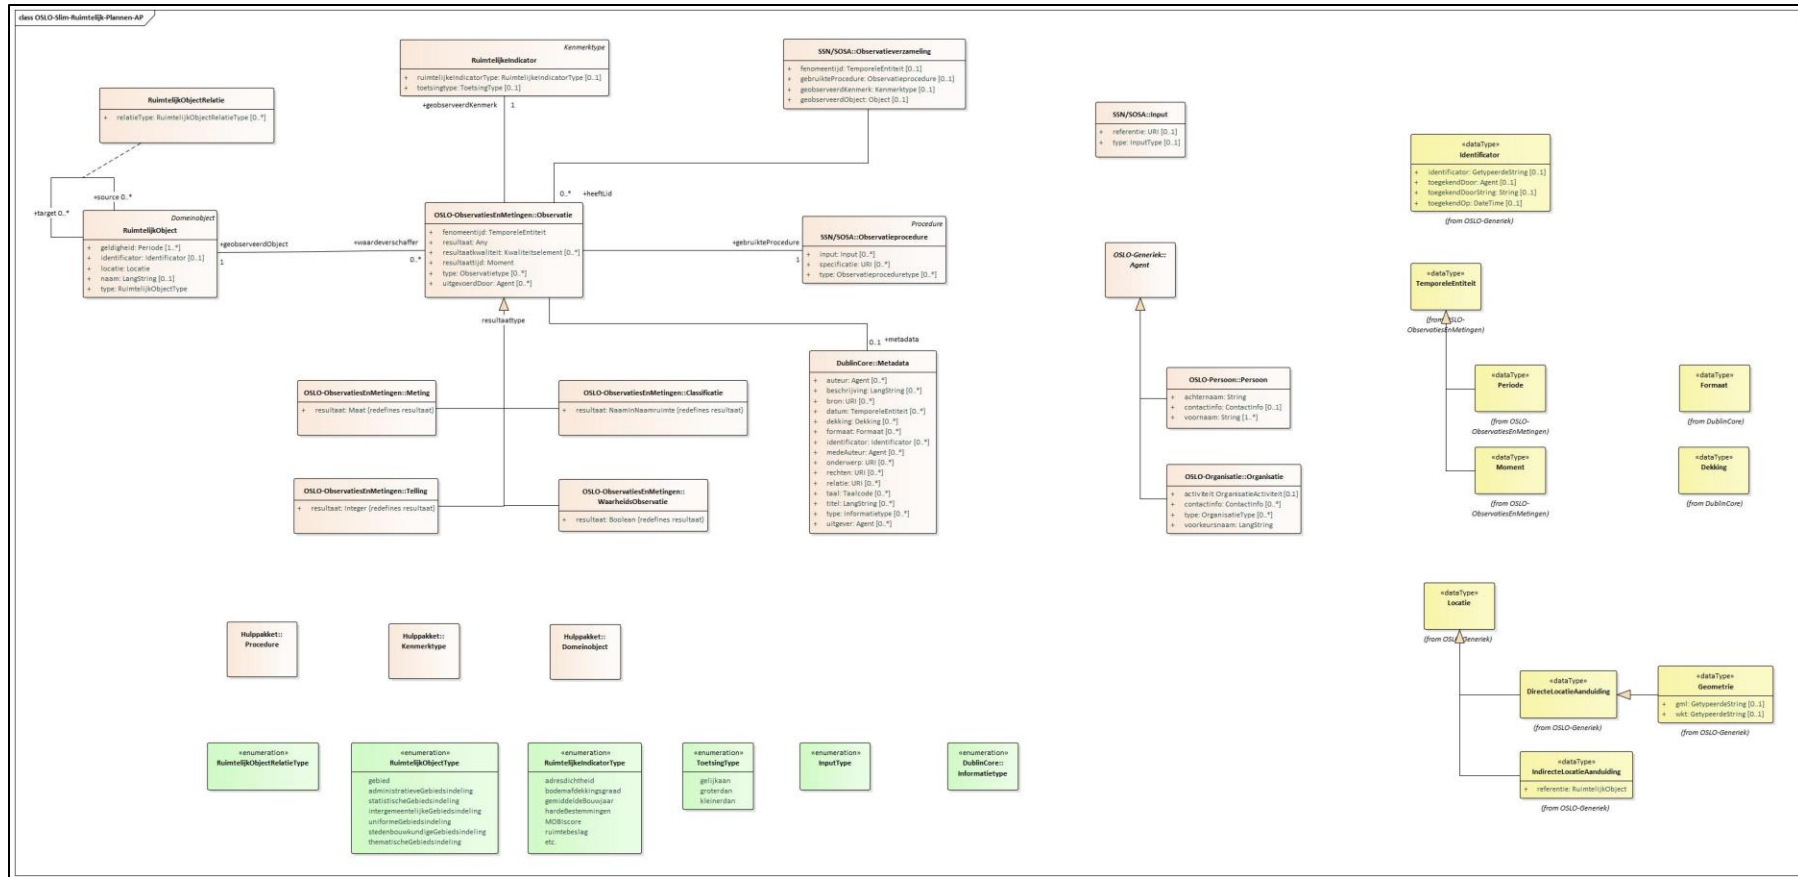 class OSLO-Slim-Ruimtelijk-Plannen-AP
Kenmerktype
RuimtelijkeIndicator
+ ruimtelijkeIndicatorType: RuimtelijkeIndicatorType [0..1]
+ toetsingtype: ToetsingType [0..1]
+geobserveerdKenmerk 1
SSN/SOSA::Observatieverzameling
+ fenomeentijd: TemporeleEntiteit [0..1]
+ gebruikteProcedure: Observatieprocedure [0..1]
+ geobserveerdKenmerk: Kenmerktype [0..1]
+ geobserveerdObject: Object [0..1]
RuimtelijkObjectRelatie
+ relatieType: RuimtelijkObjectRelatieType [0..*]
SSN/SOSA::Input
+ referentie: URI [0..1]
+ type: InputType [0..1]
«dataType»
Identificator
+ identificator: GetypeerdeString [0..1]
+ toegekendDoor: Agent [0..1]
+ toegekendDoorString: String [0..1]
+ toegekendOp: DateTime [0..1]
(from OSLO-Generiek)
+source 0..*
+target 0..*
0..* +heeftLid
Domeinobject
RuimtelijkObject
+ geldigheid: Periode [1..*]
+ identificator: Identificator [0..1]
+ locatie: Locatie
+ naam: LangString [0..1]
+ type: RuimtelijkObjectType
+geobserveerdObject
1
+waardeverschaffer
0..*
OSLO-ObservatiesEnMetingen::Observatie
+ fenomeentijd: TemporeleEntiteit
+ resultaat: Any
+ resultaatkwaliteit: Kwaliteitselement [0..*]
+ resultaattijd: Moment
+ type: Observatietype [0..*]
+ uitgevoerdDoor: Agent [0..*]
+gebruikteProcedure
1
Procedure
SSN/SOSA::Observatieprocedure
+ input: Input [0..*]
+ specificatie: URI [0..*]
+ type: Observatieproceduretype [0..*]
OSLO-Generiek::
Agent
«dataType»
TemporeleEntiteit
(from OSLO-
ObservatiesEnMetingen)
resultaattype
0..1 +metadata
OSLO-ObservatiesEnMetingen::Meting
+ resultaat: Maat {redefines resultaat}
OSLO-ObservatiesEnMetingen::Classificatie
+ resultaat: NaamInNaamruimte {redefines resultaat}
OSLO-ObservatiesEnMetingen::Telling
+ resultaat: Integer {redefines resultaat}
OSLO-ObservatiesEnMetingen::
WaarheidsObservatie
+ resultaat: Boolean {redefines resultaat}
DublinCore::Metadata
+ auteur: Agent [0..*]
+ beschrijving: LangString [0..*]
+ bron: URI [0..*]
+ datum: TemporeleEntiteit [0..*]
+ dekking: Dekking [0..*]
+ formaat: Formaat [0..*]
+ identificator: Identificator [0..*]
+ medeAuteur: Agent [0..*]
+ onderwerp: URI [0..*]
+ rechten: URI [0..*]
+ relatie: URI [0..*]
+ taal: Taalcode [0..*]
+ titel: LangString [0..*]
+ type: Informatietype [0..*]
+ uitgever: Agent [0..*]
OSLO-Persoon::Persoon
+ achternaam: String
+ contactinfo: ContactInfo [0..1]
+ voornaam: String [1..*]
OSLO-Organisatie::Organisatie
+ activiteit OrganisatieActiviteit [0.1]
+ contactinfo: ContactInfo [0..*]
+ type: OrganisatieType [0..*]
+ voorkeursnaam: LangString
«dataType»
Periode
(from OSLO-
ObservatiesEnMetingen)
«dataType»
Formaat
(from DublinCore)
«dataType»
Moment
(from OSLO-
ObservatiesEnMetingen)
«dataType»
Dekking
(from DublinCore)
«dataType»
Locatie
(from OSLO-Generiek)
Hulppakket::
Procedure
Hulppakket::
Kenmerktype
Hulppakket::
Domeinobject
«dataType»
DirecteLocatieAanduiding
(from OSLO-Generiek)
«dataType»
Geometrie
+ gml: GetypeerdeString [0..1]
+ wkt: GetypeerdeString [0..1]
(from OSLO-Generiek)
«dataType»
IndirecteLocatieAanduiding
+ referentie: RuimtelijkObject
(from OSLO-Generiek)
«enumeration»
RuimtelijkObjectRelatieType
«enumeration»
RuimtelijkObjectType
gebied
administratieveGebiedsindeling
statistischeGebiedsindeling
intergemeentelijkeGebiedsindeling
uniformeGebiedsindeling
stedenbouwkundigeGebiedsindeling
thematischeGebiedsindeling
«enumeration»
RuimtelijkeIndicatorType
adresdichtheid
bodemafdekkingsgraad
gemiddeldeBouwjaar
hardeBestemmingen
MOBIscore
ruimtebeslag
etc.
«enumeration»
ToetsingType
gelijkaan
groterdan
kleinerdan
«enumeration»
InputType
«enumeration»
DublinCore::
Informatietype